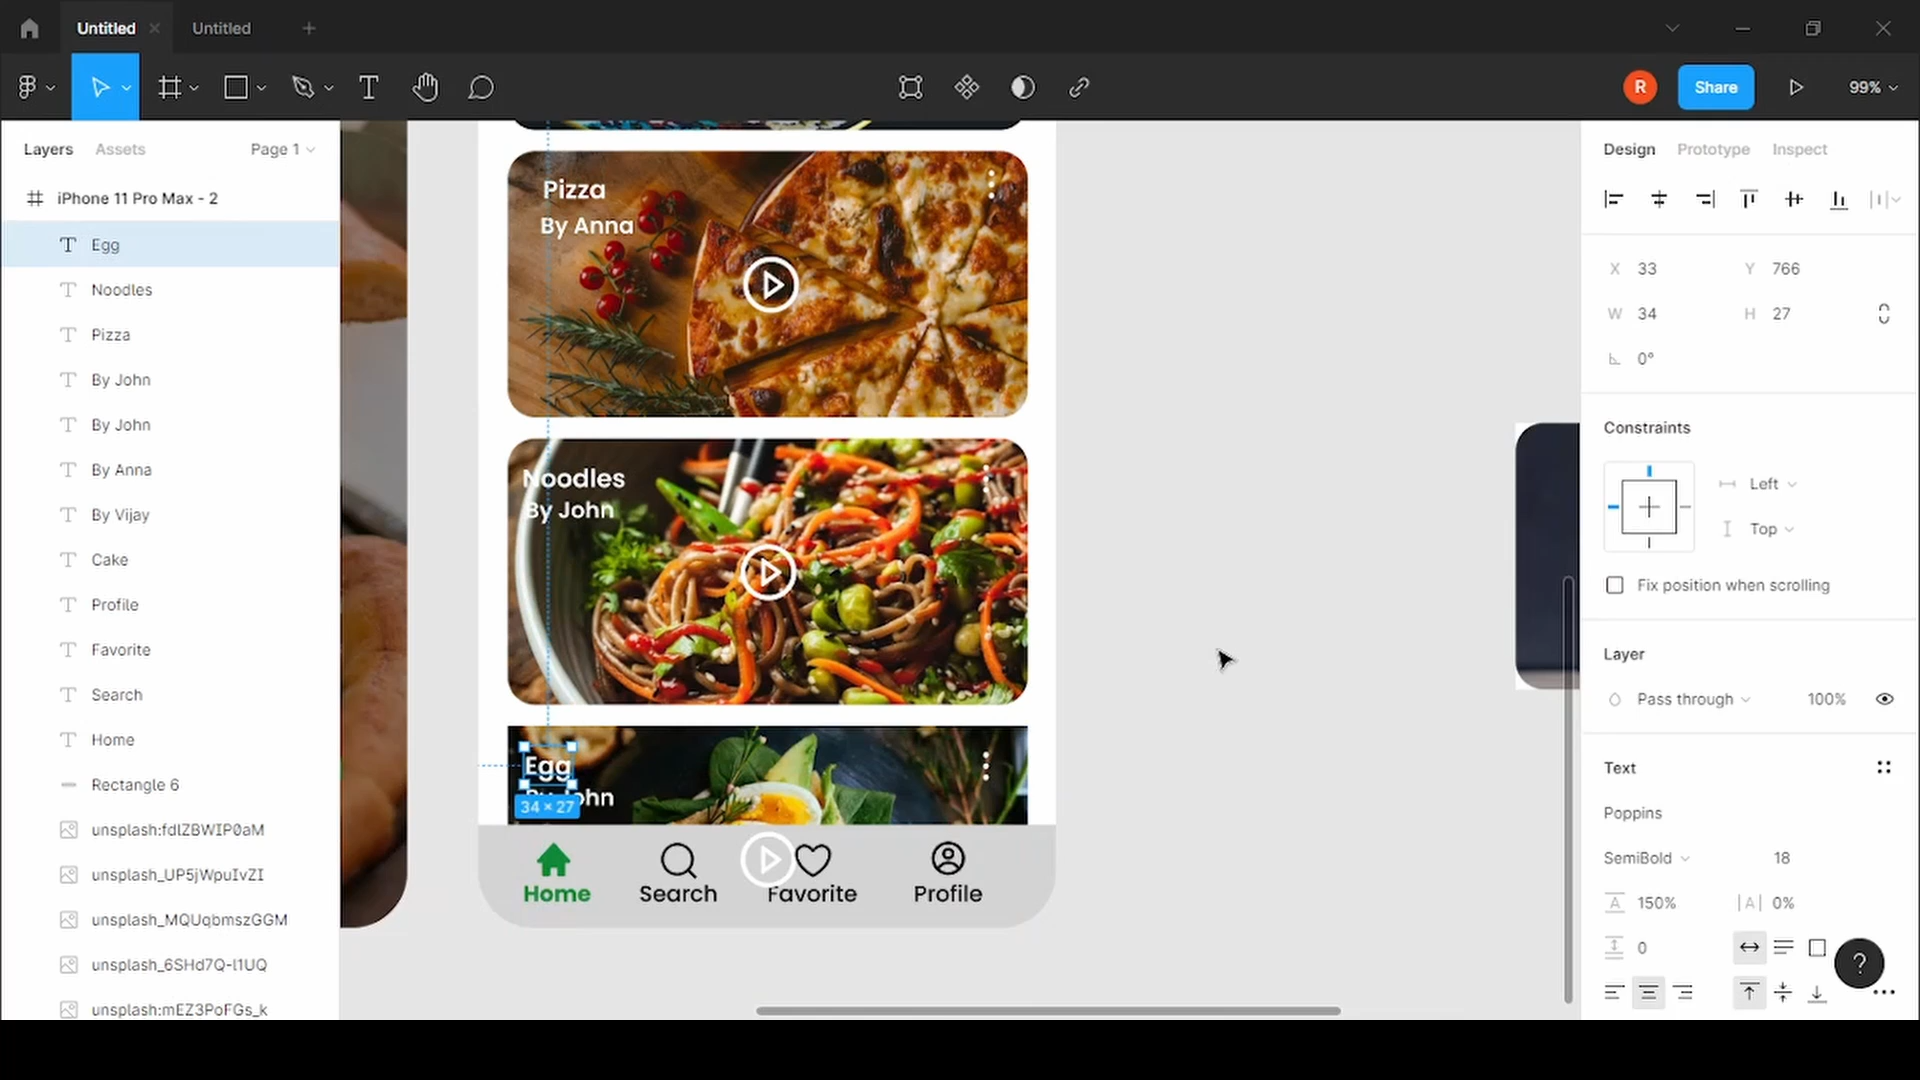 Untitled
Untitled
R
Share
99%
Layers
Assets
Page 1
Design
Prototype
Inspect
iPhone 11 Pro Max - 2
Egg
Noodles
Pizza
By John
By John
By Anna
By Vijay
Cake
Profile
Favorite
Search
Home
Rectangle 6
unsplash:fdlZBWIP0aM
unsplash_UP5jWpuIvZI
unsplash_MQUqbmszGGM
unsplash_6SHd7Q-l1UQ
unsplash:mEZ3PoFGs_k
Pizza
By Anna
Noodles
By John
Egg
By John
34 × 27
Home
Search
Favorite
Profile
X 33
Y 766
W 34
H 27
0°
Constraints
Left
Top
Fix position when scrolling
Layer
Pass through
100%
Text
Poppins
SemiBold
18
A 150%
|A| 0%
0
?